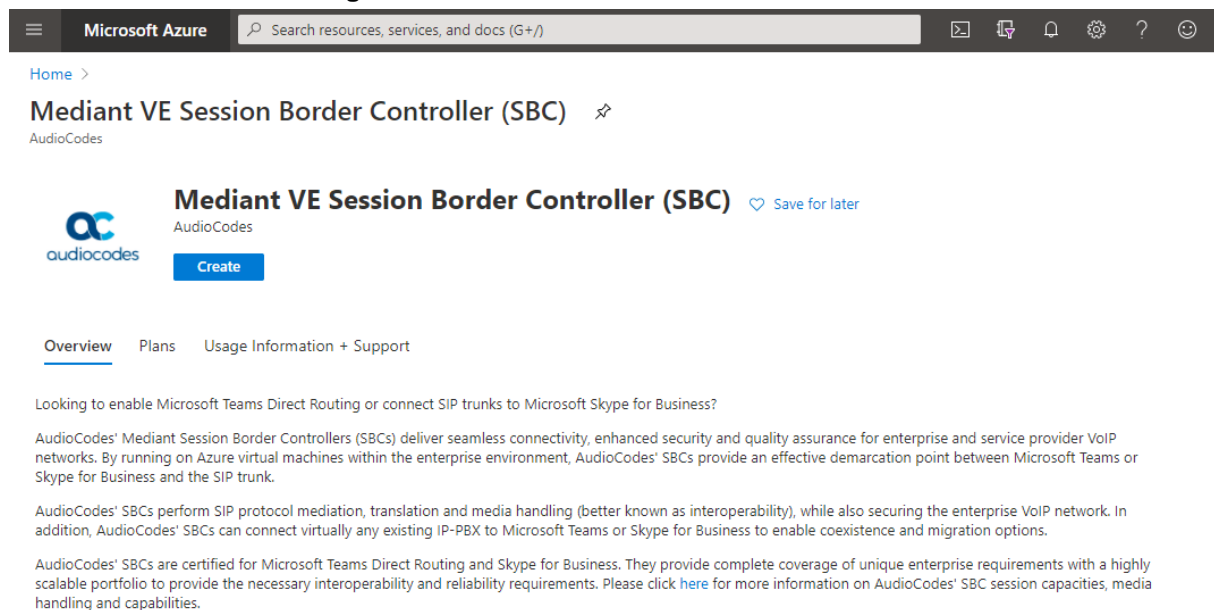 Microsoft Azure
Search resources, services, and docs (G+/)
Home >
Mediant VE Session Border Controller (SBC)
AudioCodes
audiocodes
Mediant VE Session Border Controller (SBC)
Save for later
AudioCodes
Create
Overview Plans Usage Information + Support
Looking to enable Microsoft Teams Direct Routing or connect SIP trunks to Microsoft Skype for Business?
AudioCodes' Mediant Session Border Controllers (SBCs) deliver seamless connectivity, enhanced security and quality assurance for enterprise and service provider VoIP
networks. By running on Azure virtual machines within the enterprise environment, AudioCodes' SBCs provide an effective demarcation point between Microsoft Teams or
Skype for Business and the SIP trunk.
AudioCodes' SBCs perform SIP protocol mediation, translation and media handling (better known as interoperability), while also securing the enterprise VoIP network. In
addition, AudioCodes' SBCs can connect virtually any existing IP-PBX to Microsoft Teams or Skype for Business to enable coexistence and migration options.
AudioCodes' SBCs are certified for Microsoft Teams Direct Routing and Skype for Business. They provide complete coverage of unique enterprise requirements with a highly
scalable portfolio to provide the necessary interoperability and reliability requirements. Please click here for more information on AudioCodes' SBC session capacities, media
handling and capabilities.